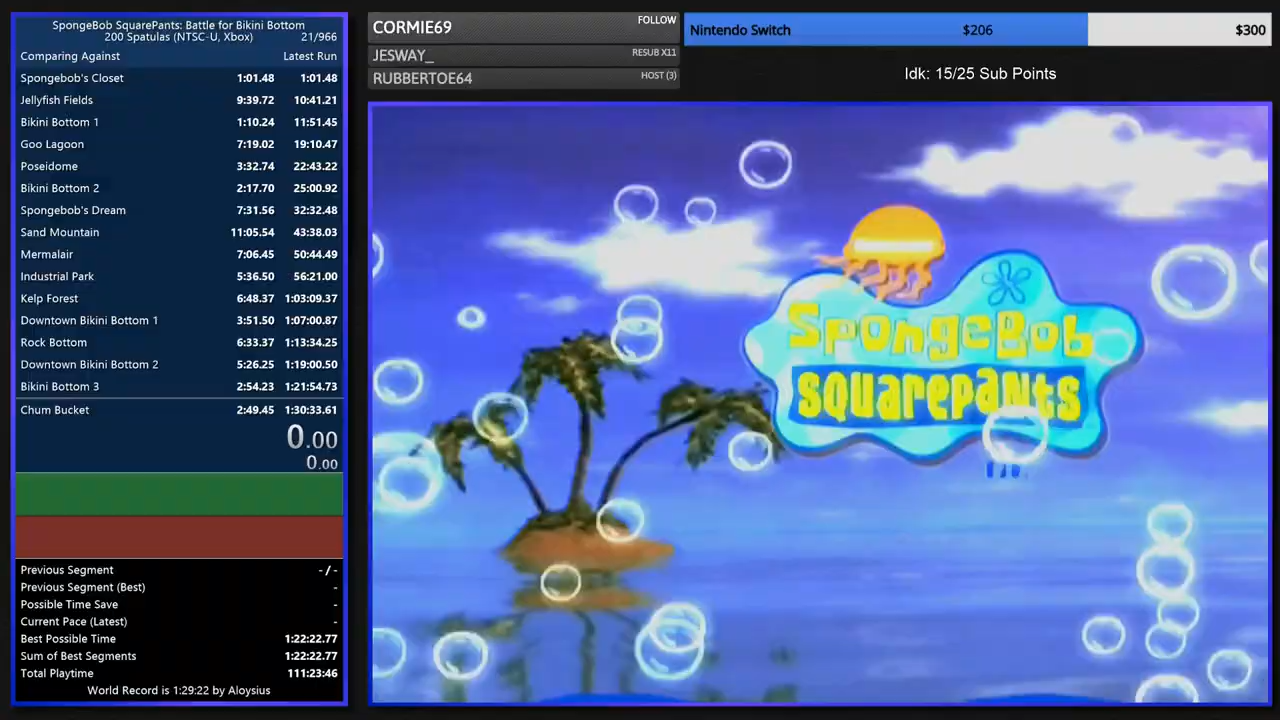 SpongeBob SquarePants: Battle for Bikini Bottom
200 Spatulas (NTSC-U, Xbox) 21/966
Comparing Against Latest Run
Spongebob's Closet 1:01.48 1:01.48
Jellyfish Fields 9:39.72 10:41.21
Bikini Bottom 1 1:10.24 11:51.45
Goo Lagoon 7:19.02 19:10.47
Poseidome 3:32.74 22:43.22
Bikini Bottom 2 2:17.70 25:00.92
Spongebob's Dream 7:31.56 32:32.48
Sand Mountain 11:05.54 43:38.03
Mermalair 7:06.45 50:44.49
Industrial Park 5:36.50 56:21.00
Kelp Forest 6:48.37 1:03:09.37
Downtown Bikini Bottom 1 3:51.50 1:07:00.87
Rock Bottom 6:33.37 1:13:34.25
Downtown Bikini Bottom 2 5:26.25 1:19:00.50
Bikini Bottom 3 2:54.23 1:21:54.73
Chum Bucket 2:49.45 1:30:33.61
0.00
0.00
Previous Segment - / -
Previous Segment (Best) -
Possible Time Save -
Current Pace (Latest) -
Best Possible Time 1:22:22.77
Sum of Best Segments 1:22:22.77
Total Playtime 111:23:46
World Record is 1:29:22 by Aloysius
CORMIE69 FOLLOW
JESWAY_ RESUB X11
RUBBERTOE64 HOST (3)
Nintendo Switch $206 $300
Idk: 15/25 Sub Points
SpongeBob
squarepants